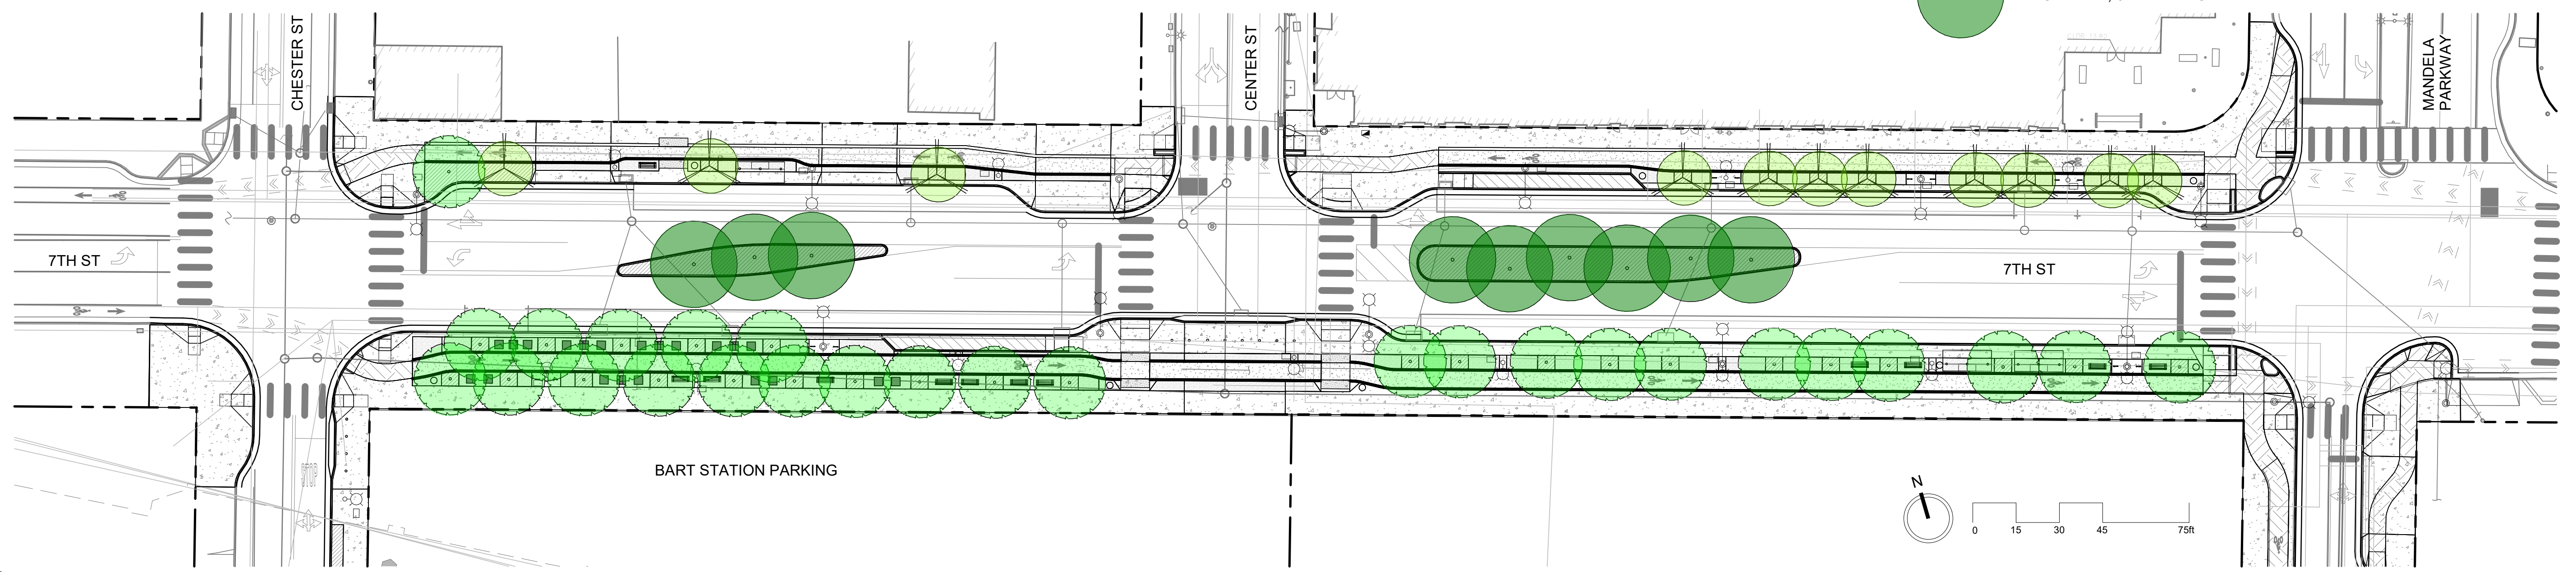 CHESTER ST
CENTER ST
MANDELA
PARKWAY
7TH ST
7TH ST
BART STATION PARKING
N
0 15 30 45 75ft